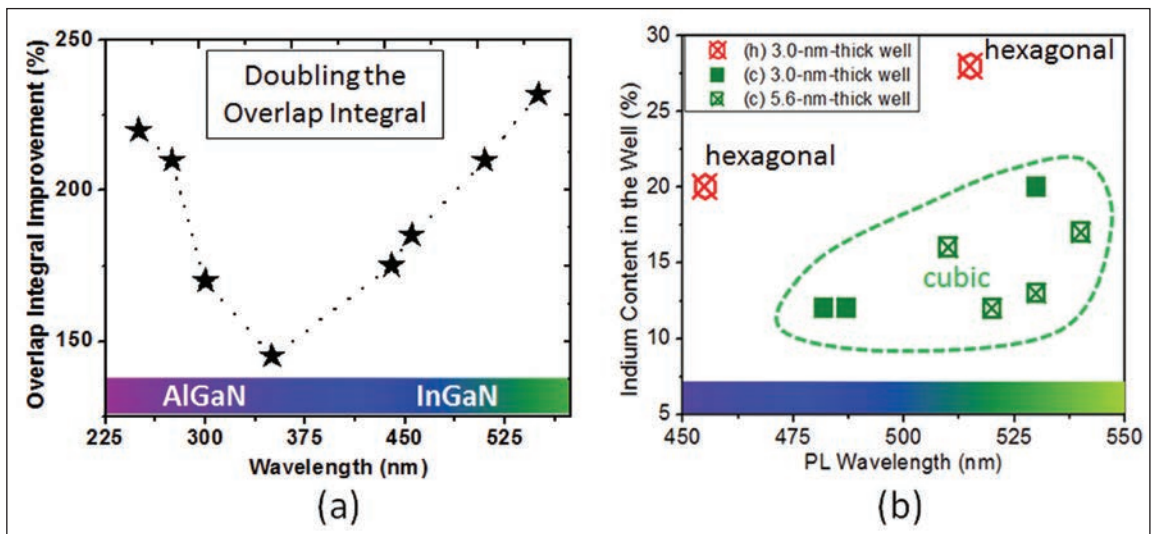 250
200
150
Overlap Integral Improvement (%)
Doubling the
Overlap Integral
AlGaN InGaN
225 300 375 450 525
Wavelength (nm)
(a)
30
25
20
15
10
5
Indium Content in the Well (%)
(h) 3.0-nm-thick well
(c) 3.0-nm-thick well
(c) 5.6-nm-thick well
hexagonal
hexagonal
cubic
450 475 500 525 550
PL Wavelength (nm)
(b)